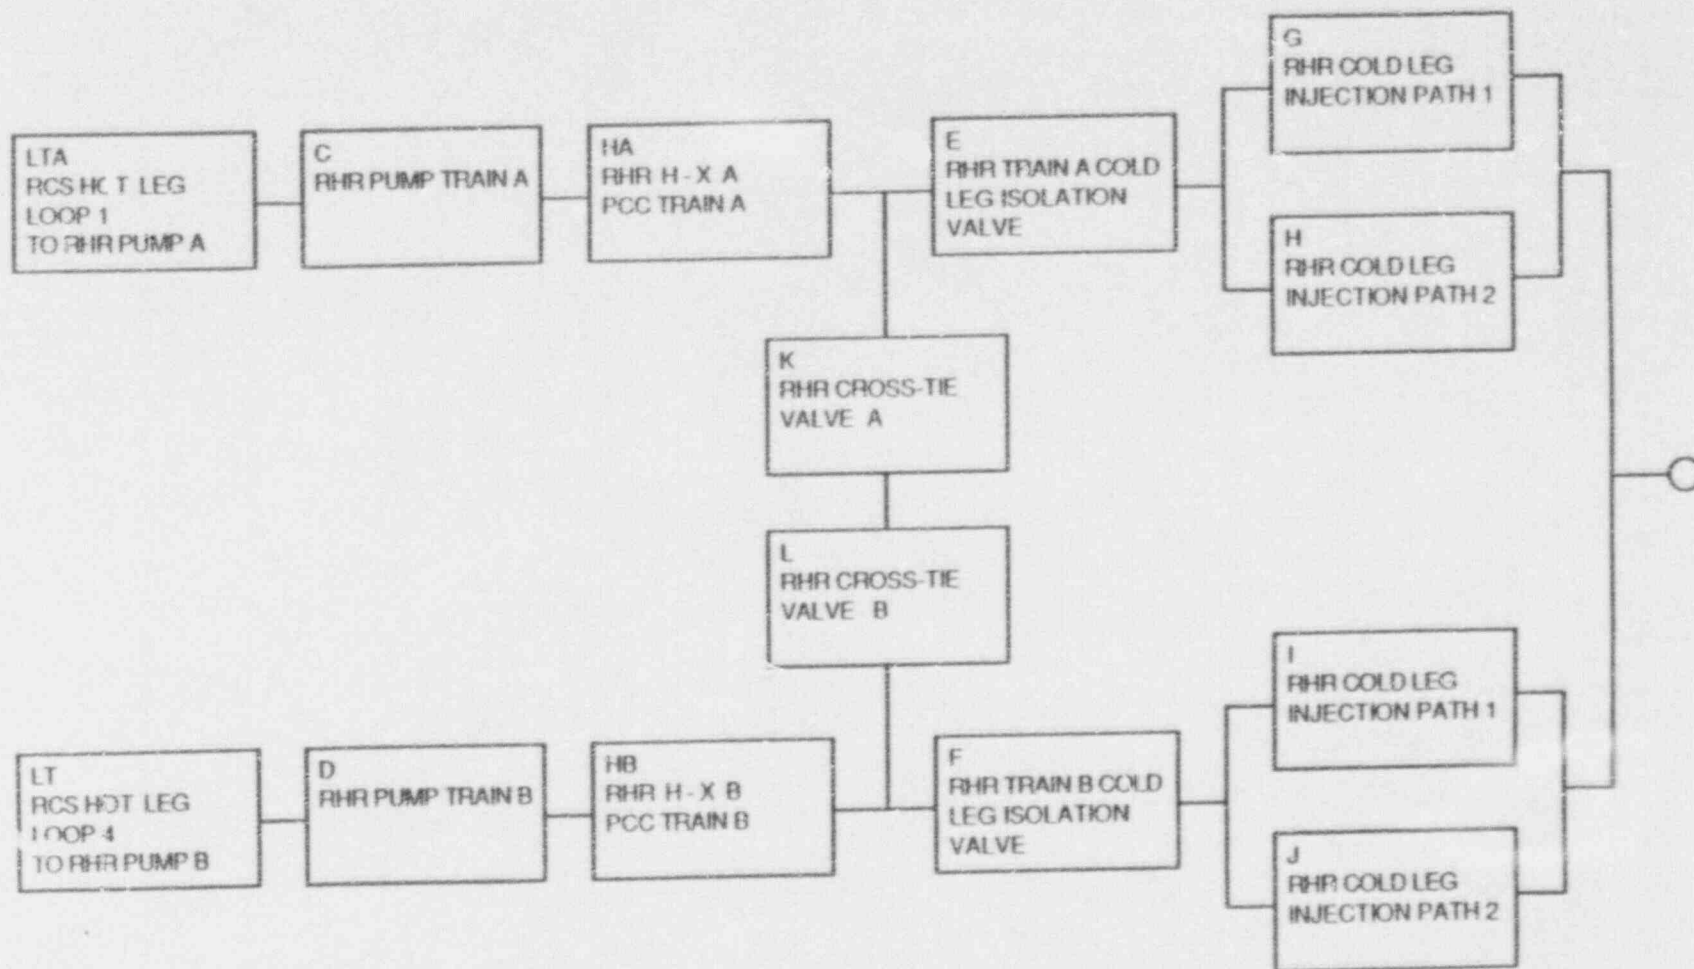 LTA
RCS HOT LEG
LOOP 1
TO RHR PUMP A
C
RHR PUMP TRAIN A
HA
RHR H - X A
PCC TRAIN A
E
RHR TRAIN A COLD
LEG ISOLATION
VALVE
G
RHR COLD LEG
INJECTION PATH 1
H
RHR COLD LEG
INJECTION PATH 2
K
RHR CROSS-TIE
VALVE A
L
RHR CROSS-TIE
VALVE B
LT
RCS HOT LEG
LOOP 4
TO RHR PUMP B
D
RHR PUMP TRAIN B
HB
RHR H - X B
PCC TRAIN B
F
RHR TRAIN B COLD
LEG ISOLATION
VALVE
I
RHR COLD LEG
INJECTION PATH 1
J
RHR COLD LEG
INJECTION PATH 2